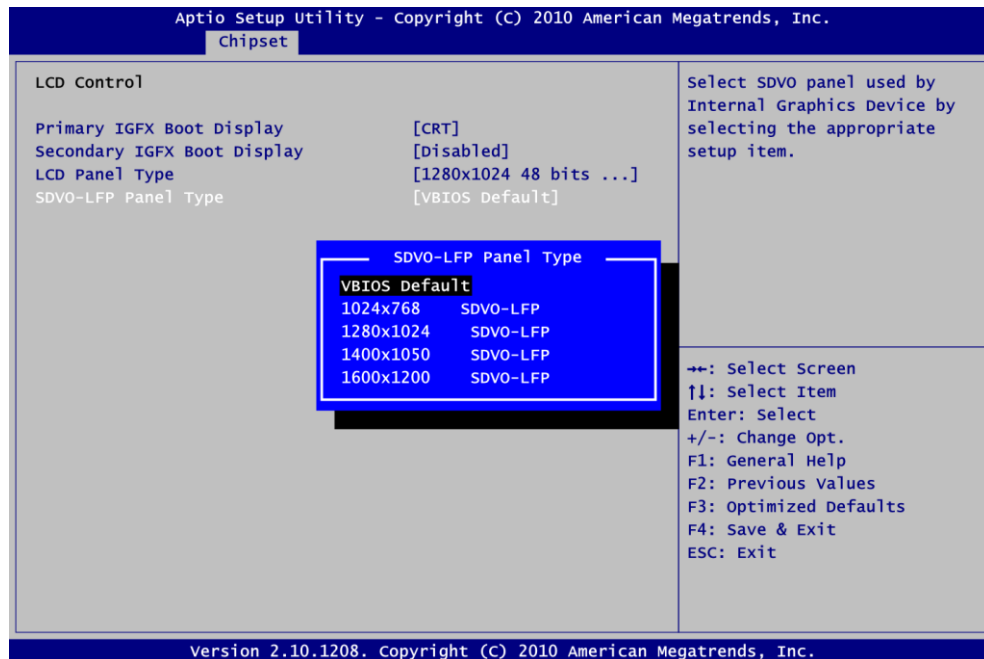 Aptio Setup Utility - Copyright (C) 2010 American Megatrends, Inc.
Chipset
LCD Control
Primary IGFX Boot Display [CRT]
Secondary IGFX Boot Display [Disabled]
LCD Panel Type [1280x1024 48 bits ...]
SDVO-LFP Panel Type [VBIOS Default]
SDVO-LFP Panel Type
VBIOS Default
1024x768 SDVO-LFP
1280x1024 SDVO-LFP
1400x1050 SDVO-LFP
1600x1200 SDVO-LFP
Select SDVO panel used by
Internal Graphics Device by
selecting the appropriate
setup item.
→←: Select Screen
↑↓: Select Item
Enter: Select
+/-: Change Opt.
F1: General Help
F2: Previous Values
F3: Optimized Defaults
F4: Save & Exit
ESC: Exit
Version 2.10.1208. Copyright (C) 2010 American Megatrends, Inc.